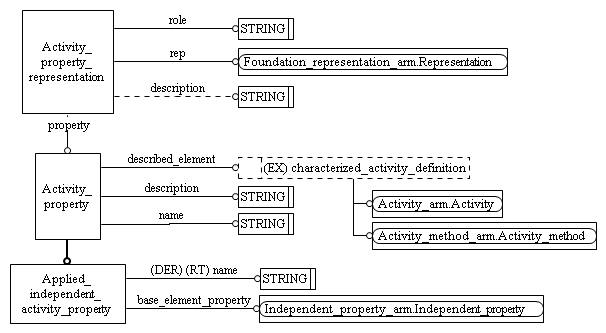 role
STRING
Activity_
property_
representation
rep
Foundation_representation_arm.Representation
description
STRING
property
described_element
(EX) characterized_activity_definition
Activity_
property
description
STRING
Activity_arm.Activity
name
STRING
Activity_method_arm.Activity_method
Applied_
independent_
activity_property
(DER) (RT) name
STRING
base_element_property
Independent_property_arm.Independent_property